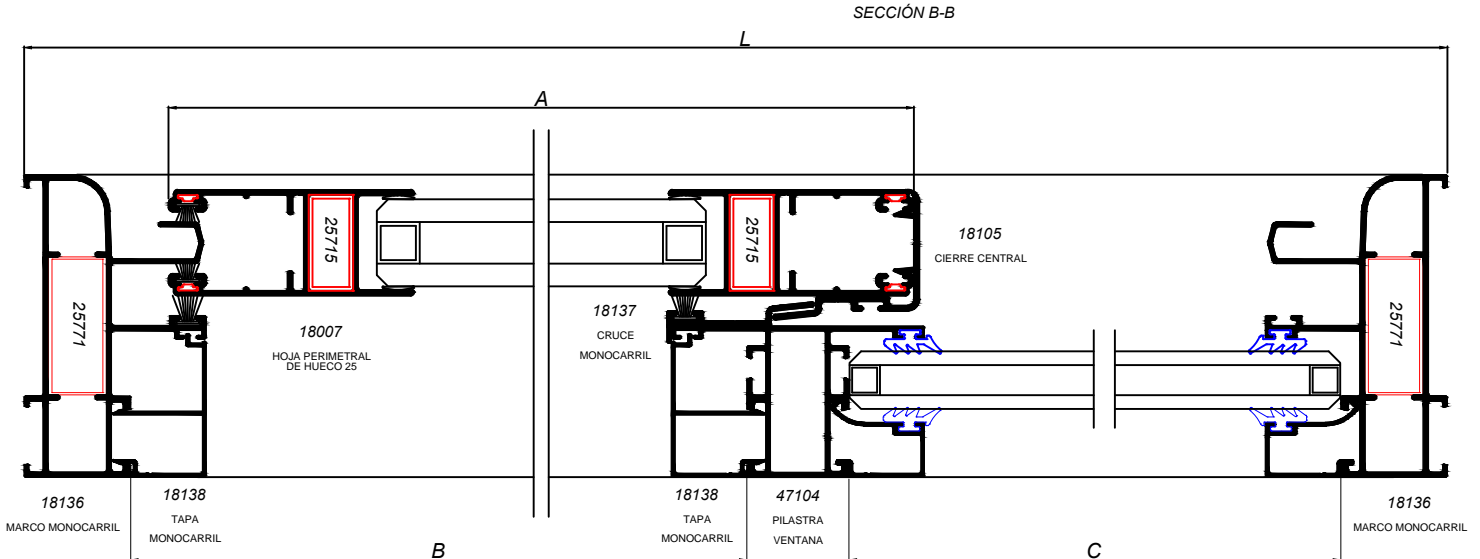 SECCIÓN B-B
L
A
25715
25715
18105
CIERRE CENTRAL
25771
25771
18007
HOJA PERIMETRAL
DE HUECO 25
18137
CRUCE
MONOCARRIL
18136
MARCO MONOCARRIL
18138
TAPA
MONOCARRIL
18138
TAPA
MONOCARRIL
47104
PILASTRA
VENTANA
18136
MARCO MONOCARRIL
B
C